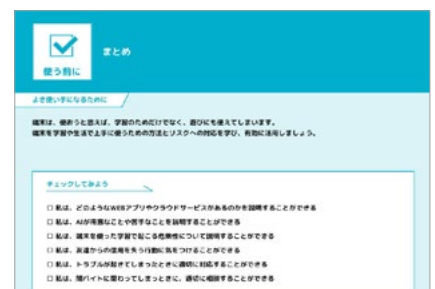 まとめ
使う前に
よき使い手になるために
端末は、使おうと思えば、学習のためだけでなく、遊びにも使えてしまいます。
端末を学習や生活で上手に使うための方法とリスクへの対応を学び、有効に活用しましょう。
チェックしてみよう
□ 私は、どのようなWEBアプリやクラウドサービスがあるのかを説明することができる
□ 私は、AIが得意なことや苦手なことを説明することができる
□ 私は、端末を使った学習で起こる危険性について説明することができる
□ 私は、友達からの信用を失う行動に気をつけることができる
□ 私は、トラブルが起きてしまったときに適切に対応することができる
□ 私は、闇バイトに関わってしまったときに、適切に相談することができる